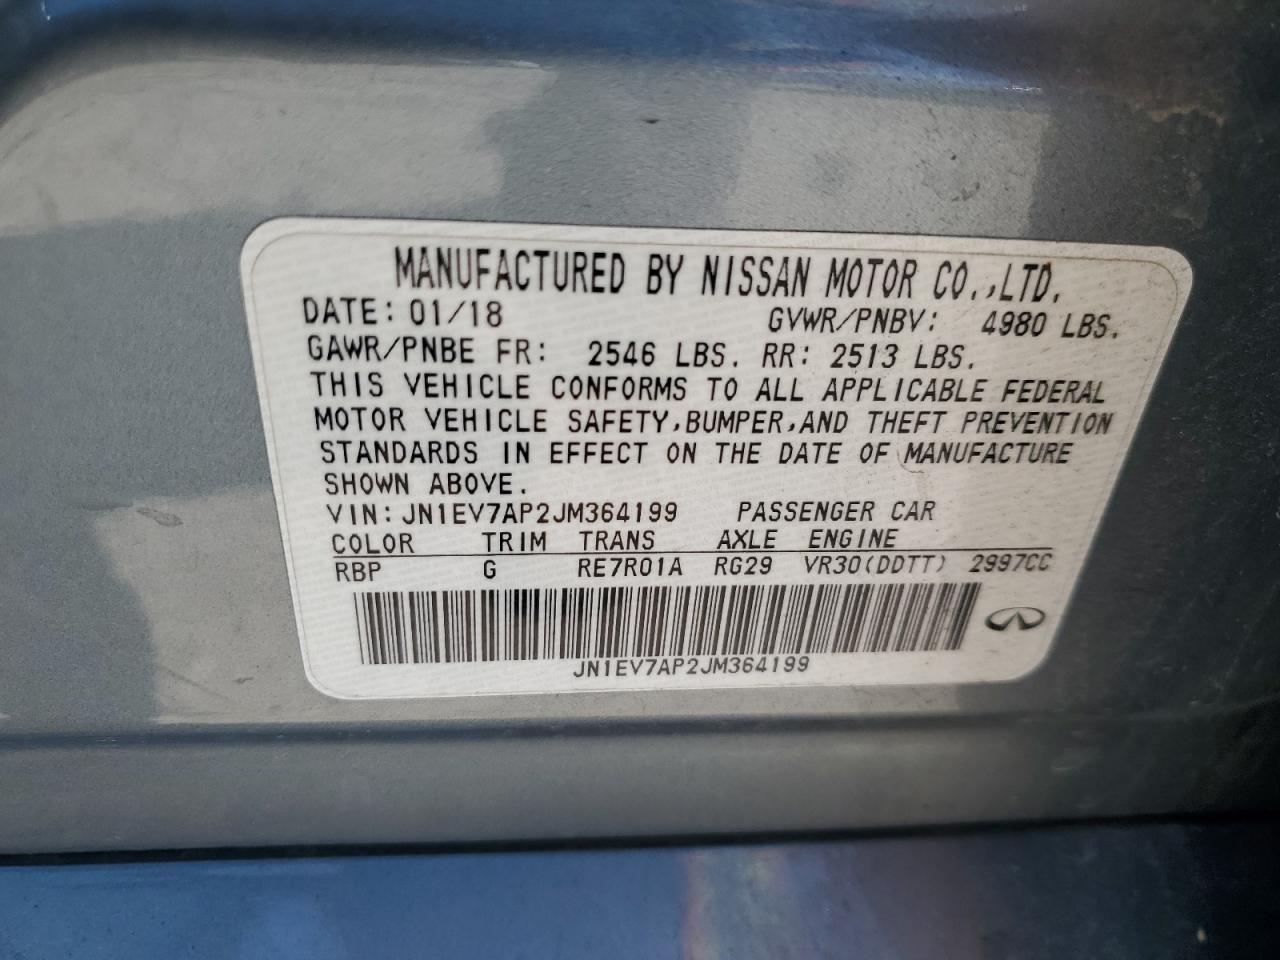 MANUFACTURED BY NISSAN MOTOR CO.,LTD.
DATE: 01/18 GVWR/PNBV: 4980 LBS.
GAWR/PNBE FR: 2546 LBS. RR: 2513 LBS.
THIS VEHICLE CONFORMS TO ALL APPLICABLE FEDERAL
MOTOR VEHICLE SAFETY,BUMPER,AND THEFT PREVENTION
STANDARDS IN EFFECT ON THE DATE OF MANUFACTURE
SHOWN ABOVE.
VIN:JN1EV7AP2JM364199 PASSENGER CAR
COLOR TRIM TRANS AXLE ENGINE
RBP G RE7R01A RG29 VR30(DDTT) 2997CC
JN1EV7AP2JM364199